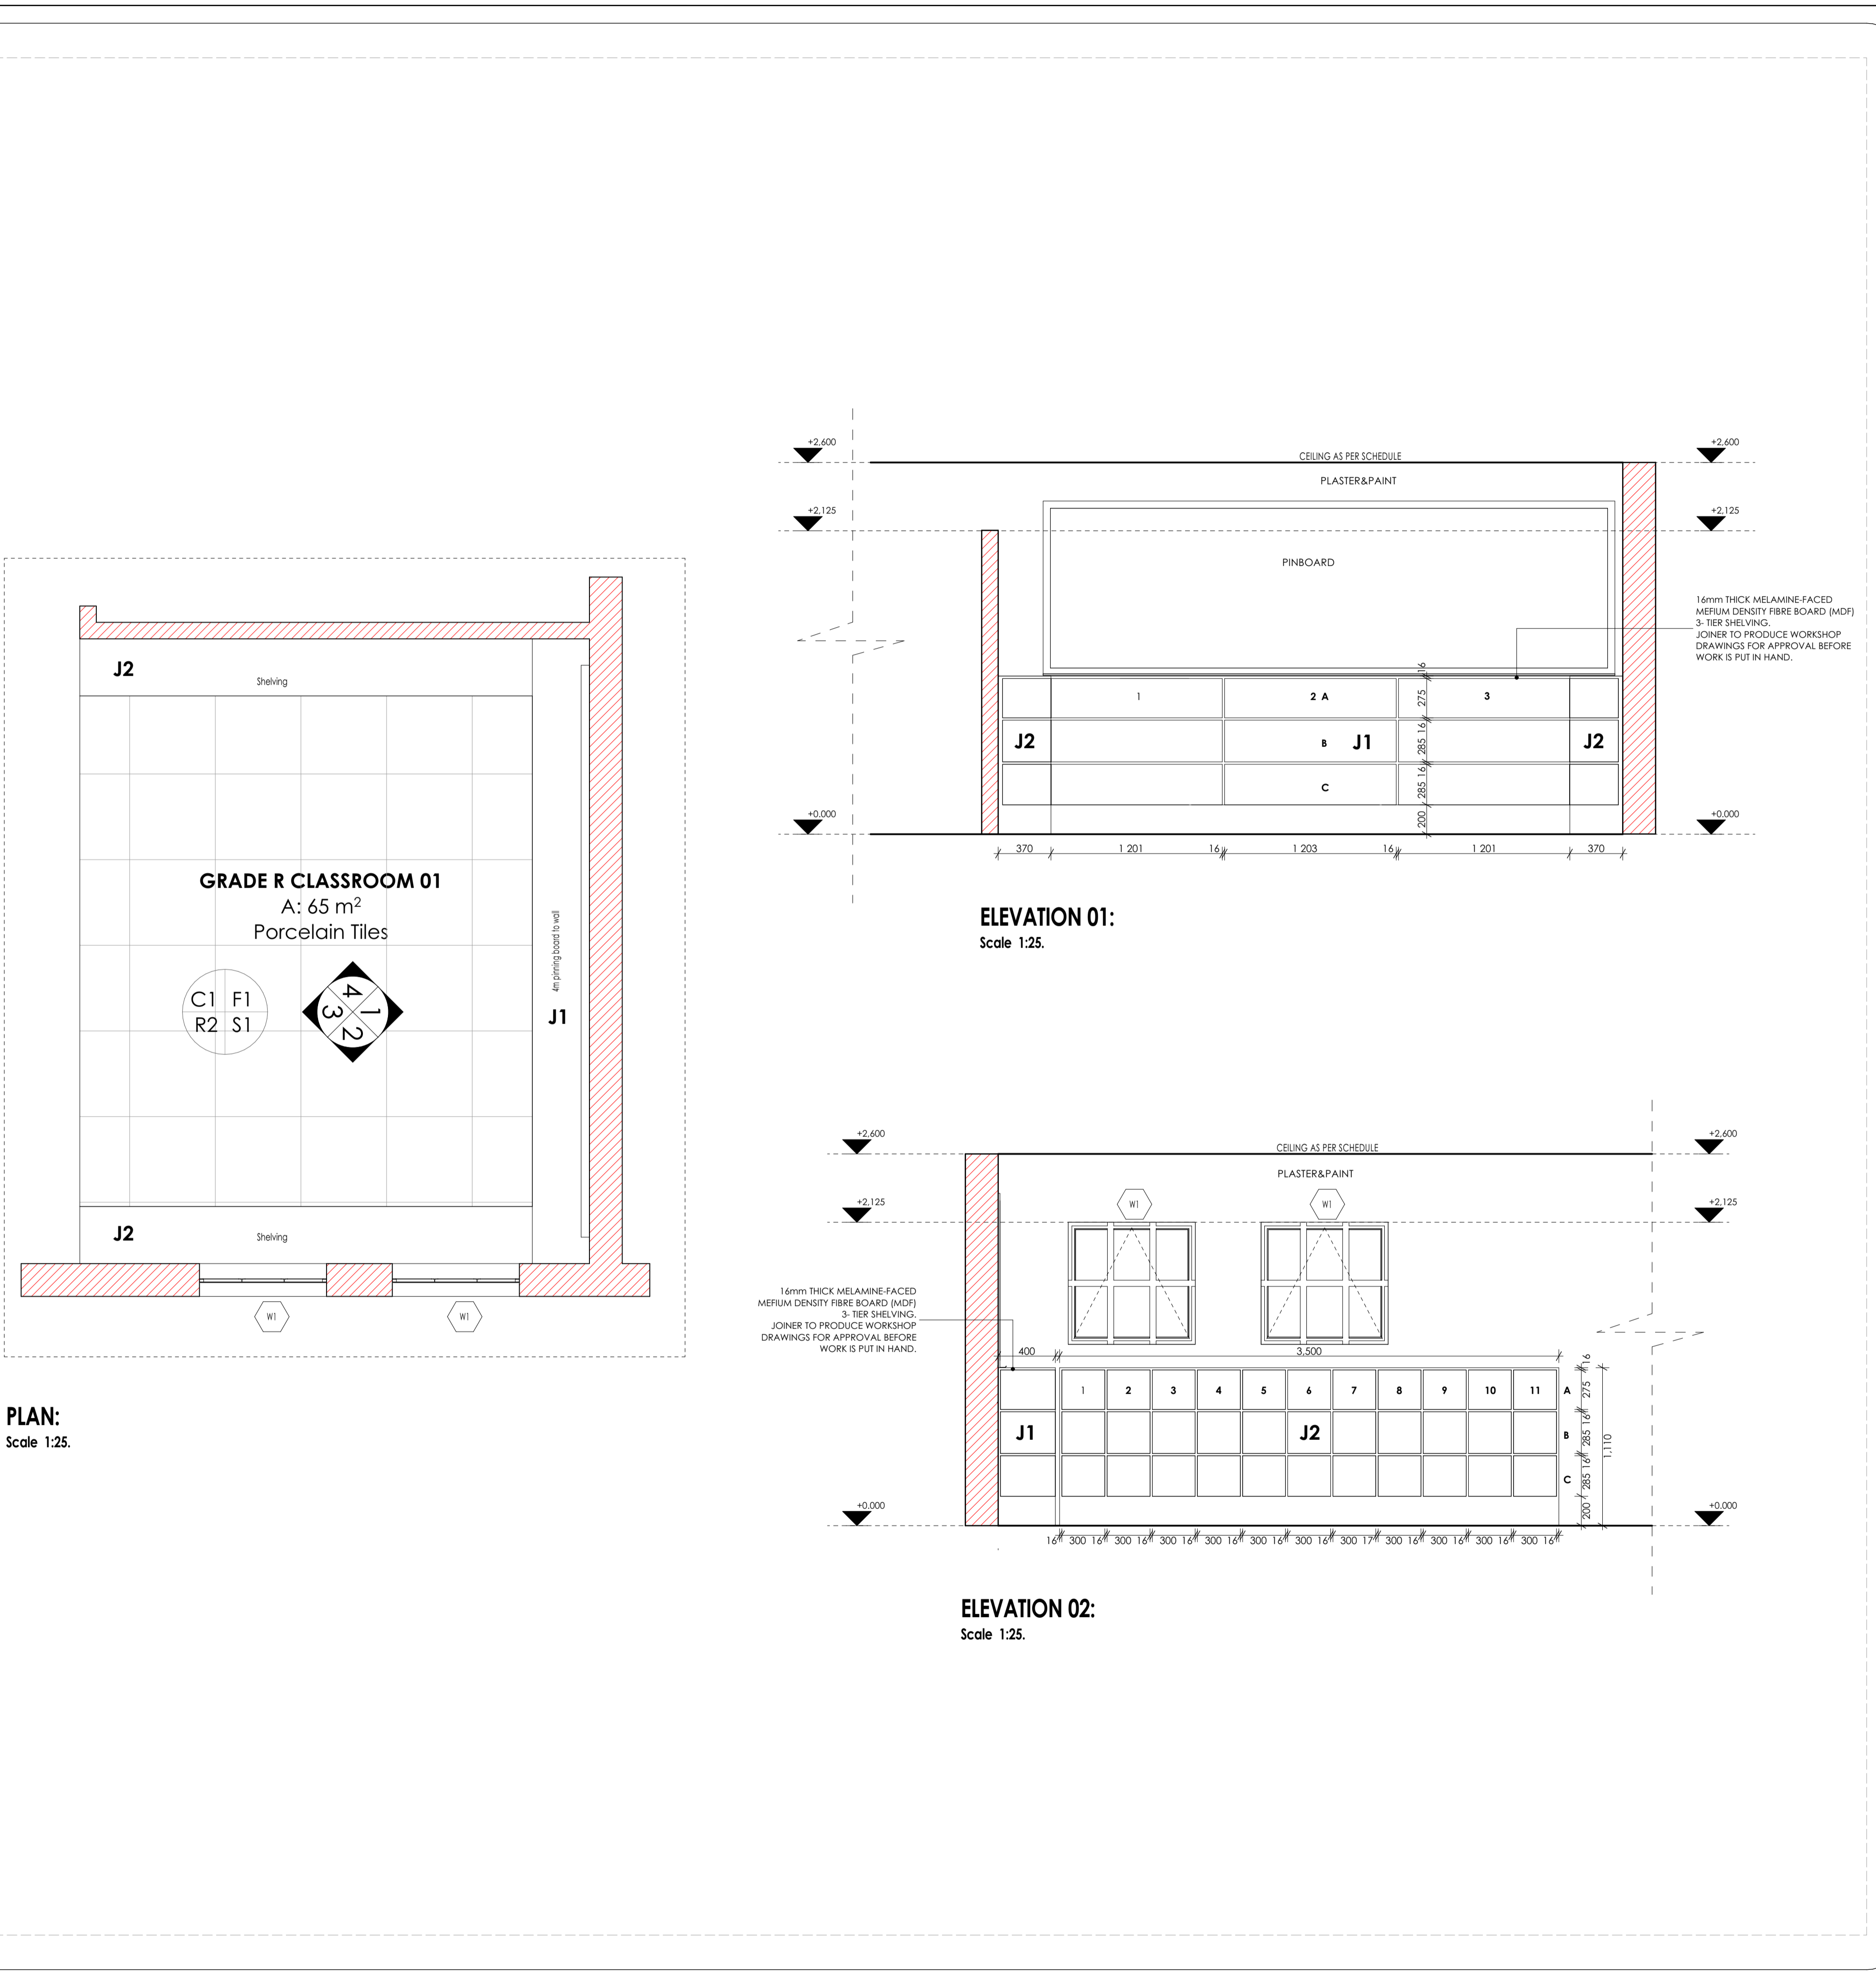 J2
Shelving
GRADE R CLASSROOM 01
A: 65 m²
Porcelain Tiles
C1 F1
R2 S1
4
3 1
2
4m pinning board to wall
J1
J2
Shelving
W1 W1
PLAN:
Scale 1:25.
+2,600 +2,600
CEILING AS PER SCHEDULE
PLASTER&PAINT
+2,125 +2,125
PINBOARD
16mm THICK MELAMINE-FACED
MEFIUM DENSITY FIBRE BOARD (MDF)
3- TIER SHELVING.
JOINER TO PRODUCE WORKSHOP
DRAWINGS FOR APPROVAL BEFORE
WORK IS PUT IN HAND.
1 2 A 3
J2 B J1 J2
C
16
275
16
285
16
285
200
+0.000 +0.000
370 1 201 16 1 203 16 1 201 370
ELEVATION 01:
Scale 1:25.
+2,600 +2,600
CEILING AS PER SCHEDULE
PLASTER&PAINT
W1 W1
+2,125 +2,125
16mm THICK MELAMINE-FACED
MEFIUM DENSITY FIBRE BOARD (MDF)
3- TIER SHELVING.
JOINER TO PRODUCE WORKSHOP
DRAWINGS FOR APPROVAL BEFORE
WORK IS PUT IN HAND.
400 3,500
1 2 3 4 5 6 7 8 9 10 11 A
J1 J2 B
C
16
275
16
285
16
285
200
1,110
+0.000 +0.000
16 300 16 300 16 300 16 300 16 300 16 300 16 300 17 300 16 300 16 300 16 300 16
ELEVATION 02:
Scale 1:25.